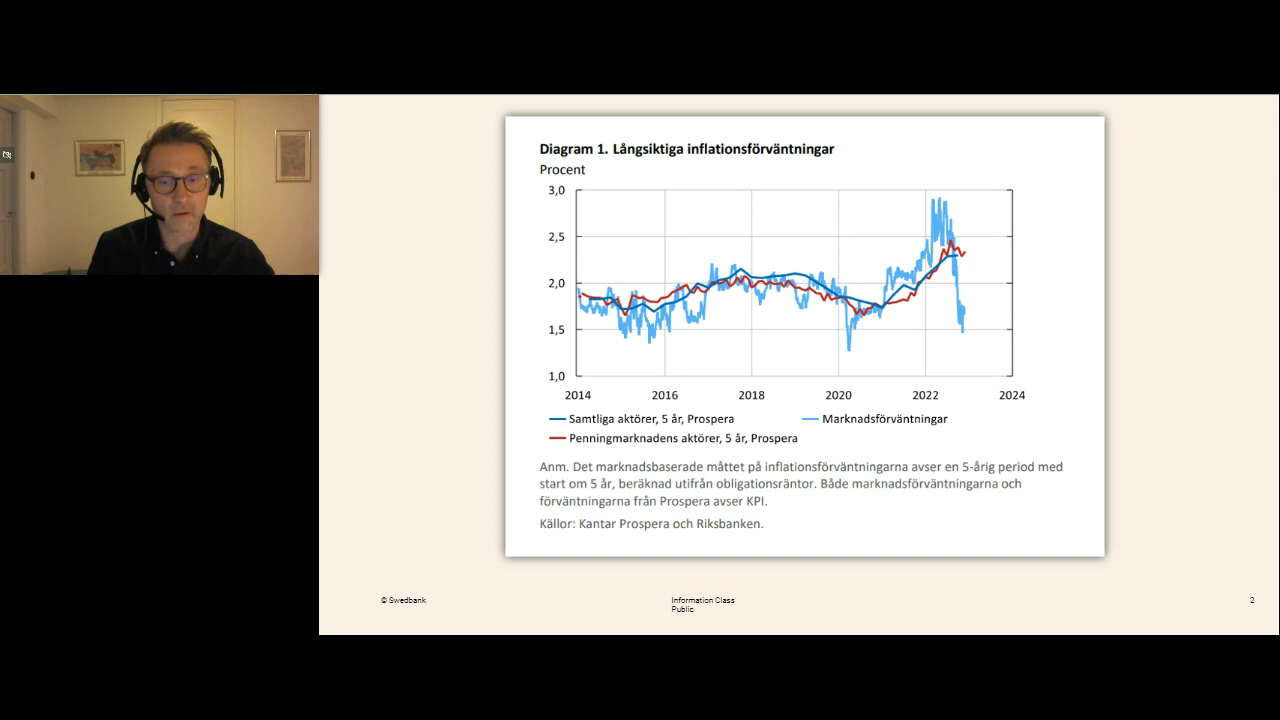 Diagram 1. Långsiktiga inflationsförväntningar
Procent
3,0
2,5
2,0
1,5
1,0
2014 2016 2018 2020 2022 2024
Samtliga aktörer, 5 år, Prospera
Marknadsförväntningar
Penningmarknadens aktörer, 5 år, Prospera
Anm. Det marknadsbaserade måttet på inflationsförväntningarna avser en 5-årig period med
start om 5 år, beräknad utifrån obligationsräntor. Både marknadsförväntningarna och
förväntningarna från Prospera avser KPI.
Källor: Kantar Prospera och Riksbanken.
© Swedbank
Information Class
Public
2